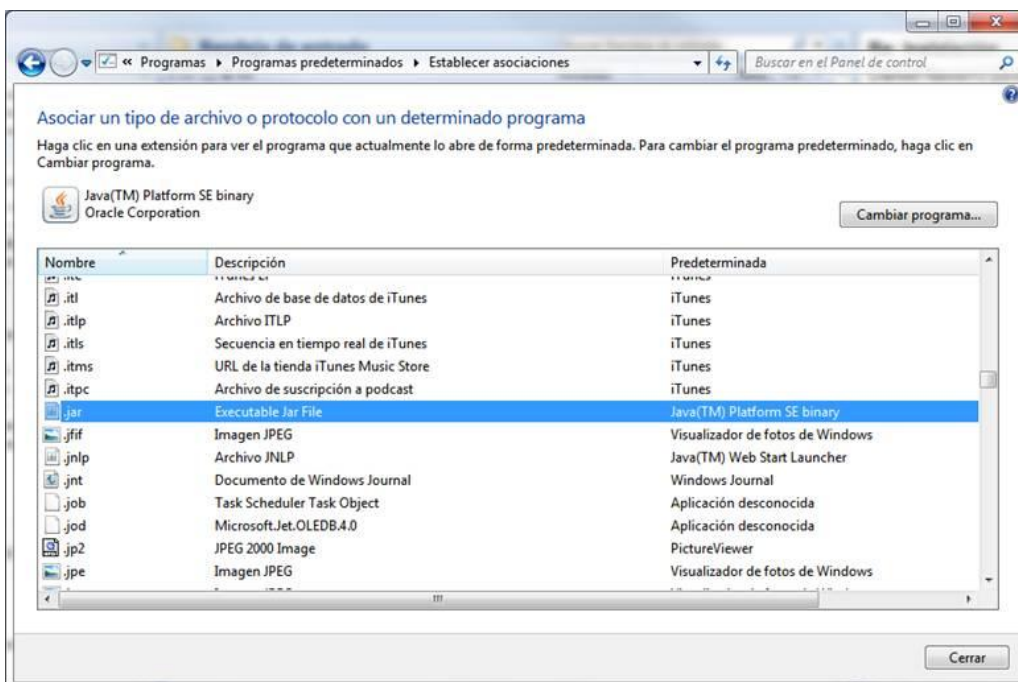 « Programas ▸ Programas predeterminados ▸ Establecer asociaciones
Buscar en el Panel de control
Asociar un tipo de archivo o protocolo con un determinado programa
Haga clic en una extensión para ver el programa que actualmente lo abre de forma predeterminada. Para cambiar el programa predeterminado, haga clic en
Cambiar programa.
Java(TM) Platform SE binary
Oracle Corporation
Cambiar programa...
Nombre Descripción Predeterminada
.itl Archivo de base de datos de iTunes iTunes
.itlp Archivo ITLP iTunes
.itls Secuencia en tiempo real de iTunes iTunes
.itms URL de la tienda iTunes Music Store iTunes
.itpc Archivo de suscripción a podcast iTunes
.jar Executable Jar File Java(TM) Platform SE binary
.jfif Imagen JPEG Visualizador de fotos de Windows
.jnlp Archivo JNLP Java(TM) Web Start Launcher
.jnt Documento de Windows Journal Windows Journal
.job Task Scheduler Task Object Aplicación desconocida
.jod Microsoft.Jet.OLEDB.4.0 Aplicación desconocida
.jp2 JPEG 2000 Image PictureViewer
.jpe Imagen JPEG Visualizador de fotos de Windows
Cerrar